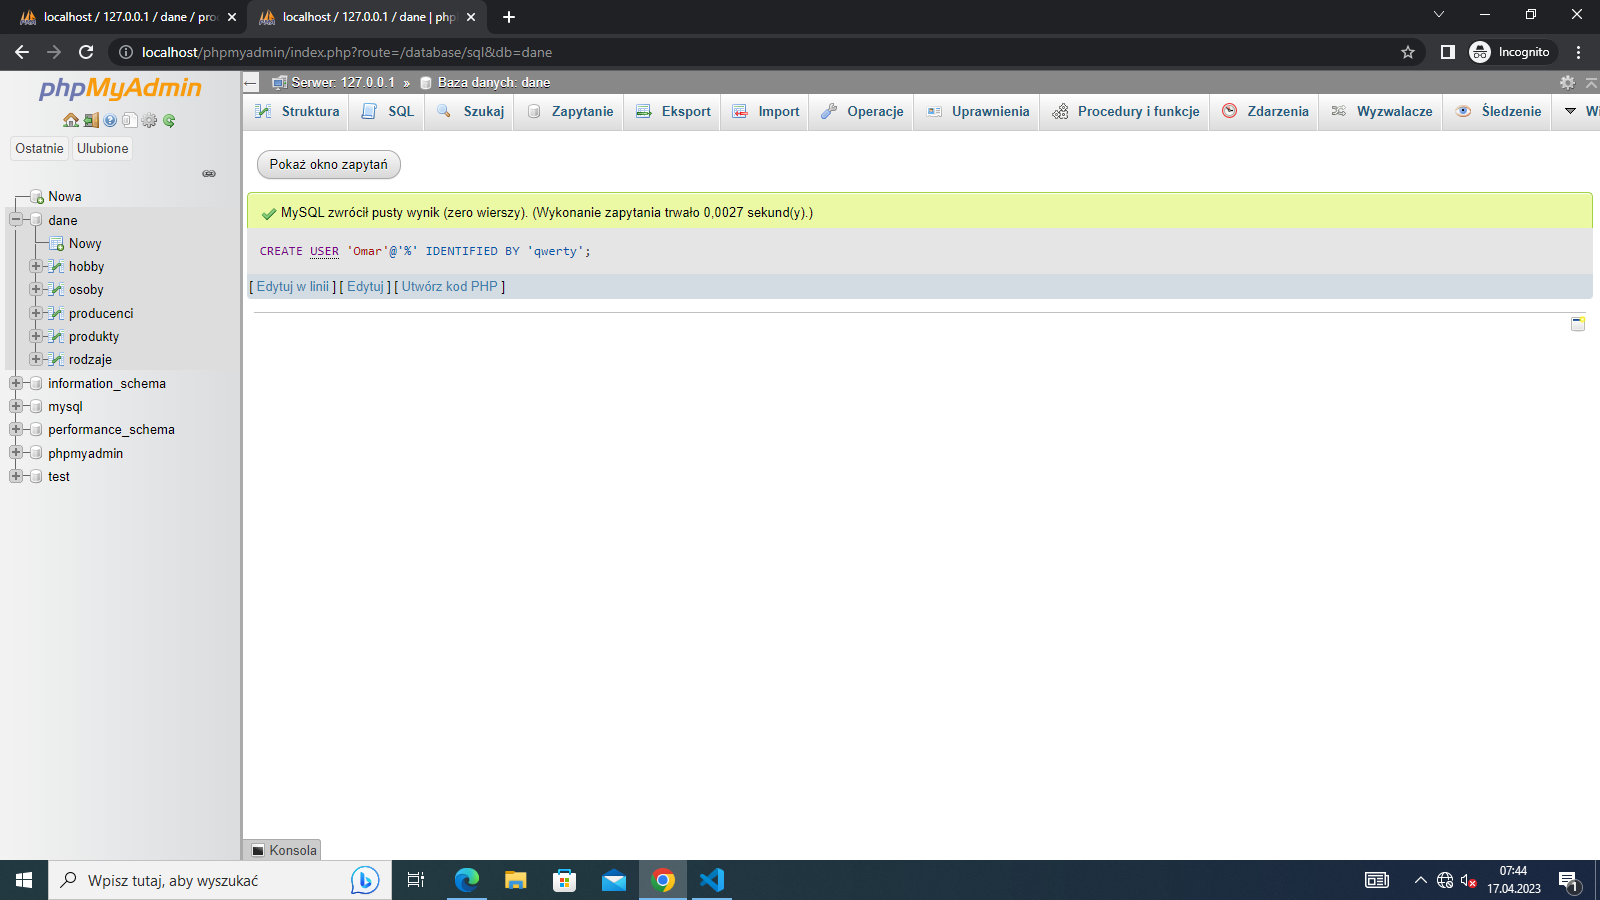 localhost / 127.0.0.1 / dane / pro
localhost / 127.0.0.1 / dane | php
localhost/phpmyadmin/index.php?route=/database/sql&db=dane
Incognito
phpMyAdmin
Ostatnie
Ulubione
Nowa
dane
Nowy
hobby
osoby
producenci
produkty
rodzaje
information_schema
mysql
performance_schema
phpmyadmin
test
Serwer: 127.0.0.1 » Baza danych: dane
Struktura
SQL
Szukaj
Zapytanie
Eksport
Import
Operacje
Uprawnienia
Procedury i funkcje
Zdarzenia
Wyzwalacze
Śledzenie
Wi
Pokaż okno zapytań
MySQL zwrócił pusty wynik (zero wierszy). (Wykonanie zapytania trwało 0,0027 sekund(y).)
CREATE USER 'Omar'@'%' IDENTIFIED BY 'qwerty';
[ Edytuj w linii ] [ Edytuj ] [ Utwórz kod PHP ]
Konsola
Wpisz tutaj, aby wyszukać
07:44
17.04.2023
1